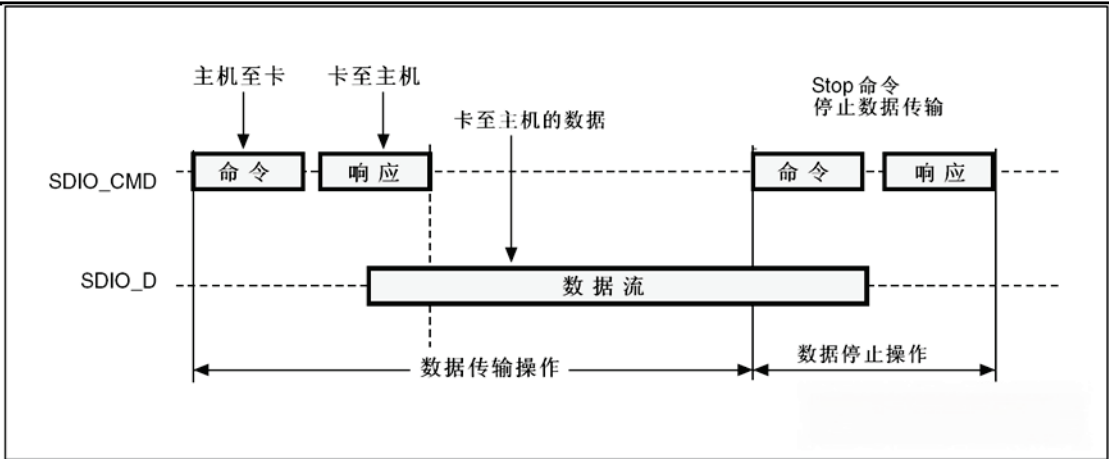 主机至卡
卡至主机
Stop 命令
停止数据传输
卡至主机的数据
SDIO_CMD
命令
响应
命令
响应
SDIO_D
数据流
数据传输操作
数据停止操作